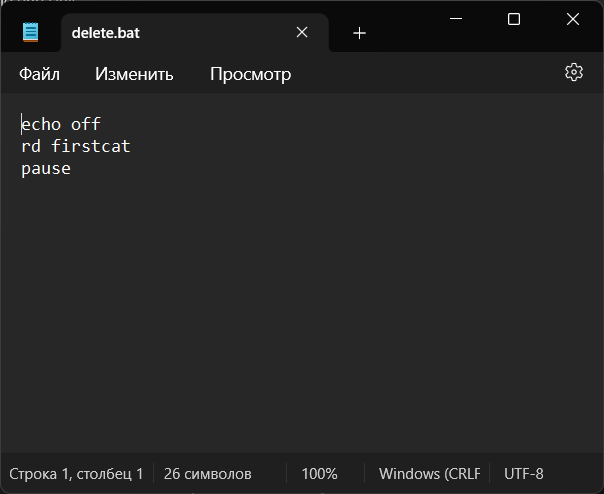 delete.bat
Файл Изменить Просмотр
echo off
rd firstcat
pause
Строка 1, столбец 1 26 символов 100% Windows (CRLF UTF-8